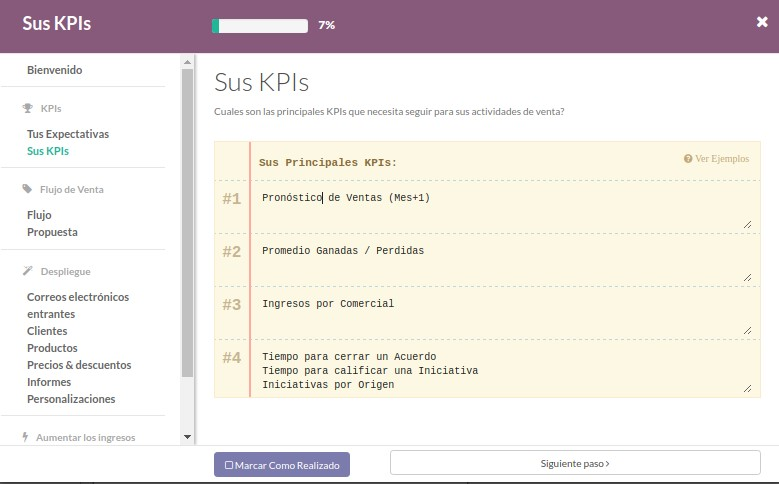 Sus KPIs
7%
Bienvenido
KPIs
Tus Expectativas
Sus KPIs
Flujo de Venta
Flujo
Propuesta
Despliegue
Correos electrónicos
entrantes
Clientes
Productos
Precios & descuentos
Informes
Personalizaciones
Aumentar los ingresos
Sus KPIs
Cuales son las principales KPIs que necesita seguir para sus actividades de venta?
Sus Principales KPIs:
Ver Ejemplos
#1 Pronóstico de Ventas (Mes+1)
#2 Promedio Ganadas / Perdidas
#3 Ingresos por Comercial
#4 Tiempo para cerrar un Acuerdo
Tiempo para calificar una Iniciativa
Iniciativas por Origen
Marcar Como Realizado
Siguiente paso